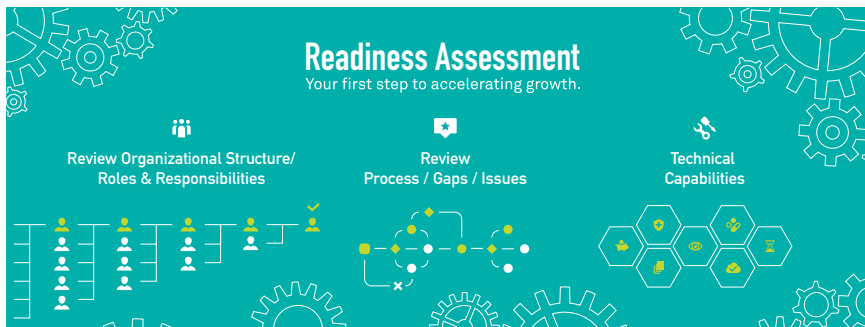 Readiness Assessment
Your first step to accelerating growth.
Review Organizational Structure/
Roles & Responsibilities
Review
Process / Gaps / Issues
Technical
Capabilities